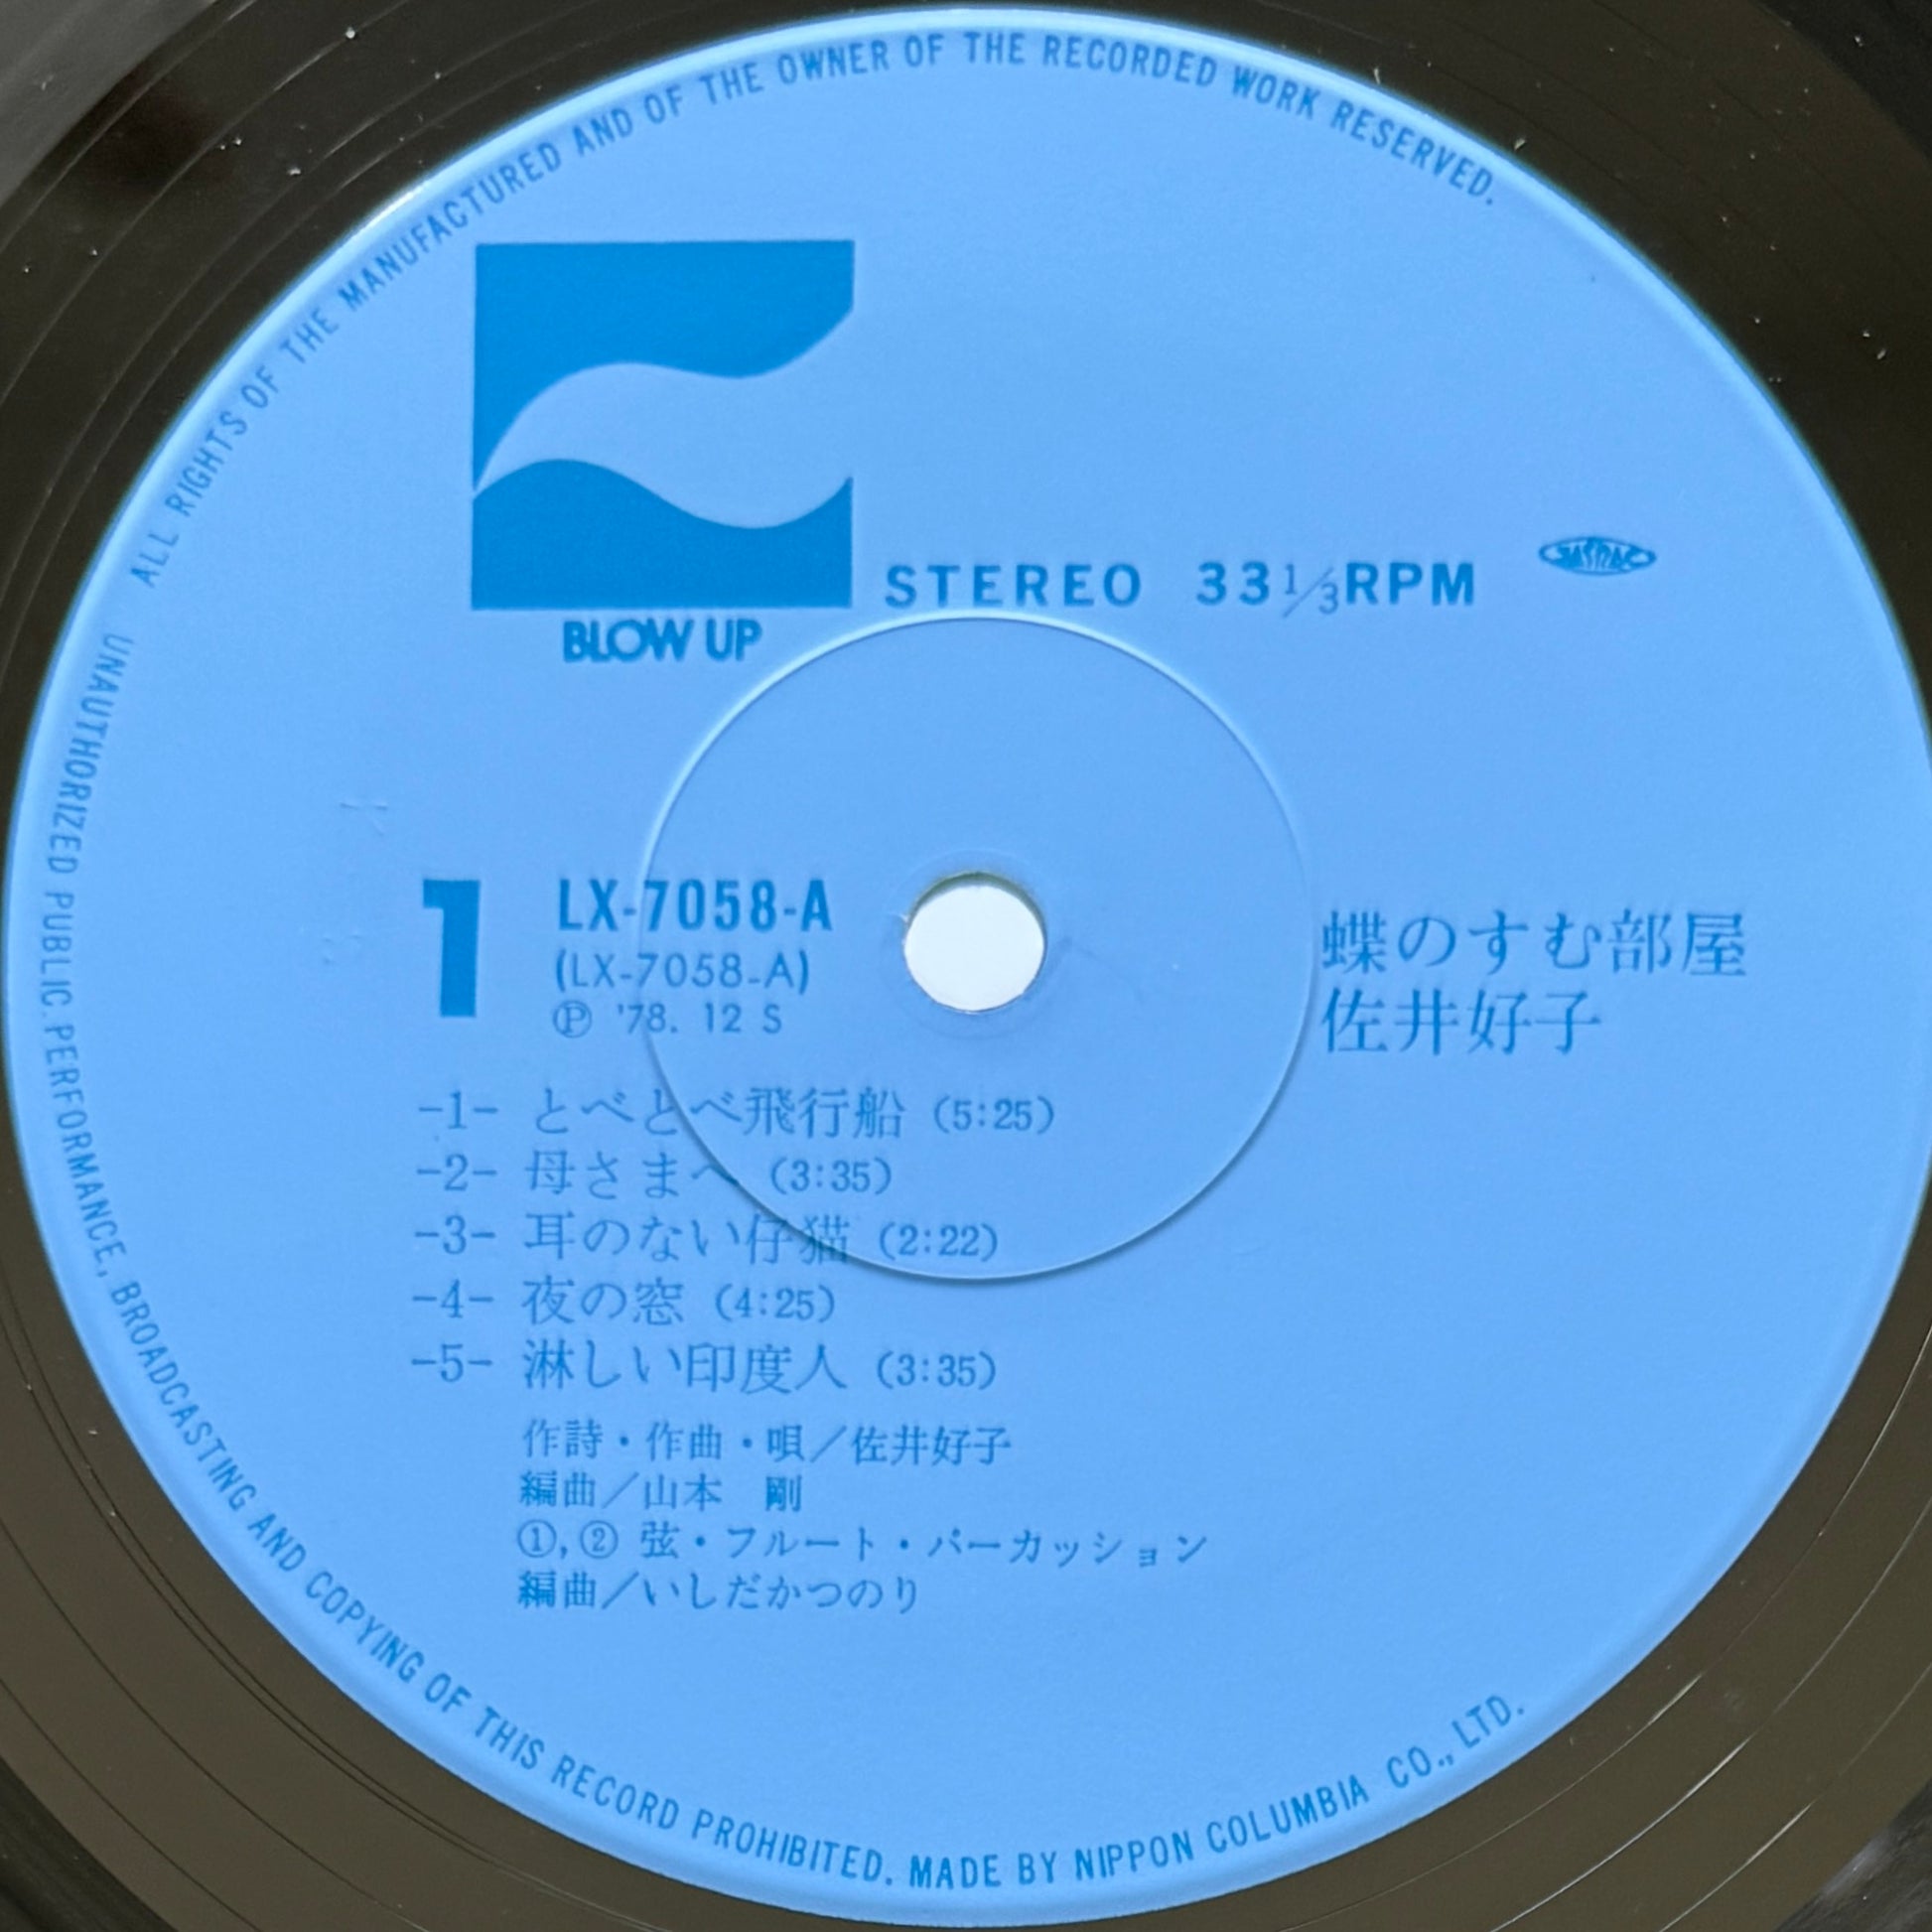 ALL RIGHTS OF THE MANUFACTURED AND OF THE OWNER OF THE RECORDED WORK RESERVED.
UNAUTHORIZED PUBLIC PERFORMANCE, BROADCASTING AND COPYING OF THIS RECORD PROHIBITED. MADE BY NIPPON COLUMBIA CO., LTD.
BLOW UP
STEREO 33 1/3 RPM
JASRAC
1
LX-7058-A
(LX-7058-A)
Ⓟ '78. 12 S
蝶のすむ部屋
佐井好子
-1- とべとべ飛行船 (5:25)
-2- 母さまへ (3:35)
-3- 耳のない仔猫 (2:22)
-4- 夜の窓 (4:25)
-5- 淋しい印度人 (3:35)
作詩・作曲・唄／佐井好子
編曲／山本 剛
①,② 弦・フルート・パーカッション
編曲／いしだかつのり